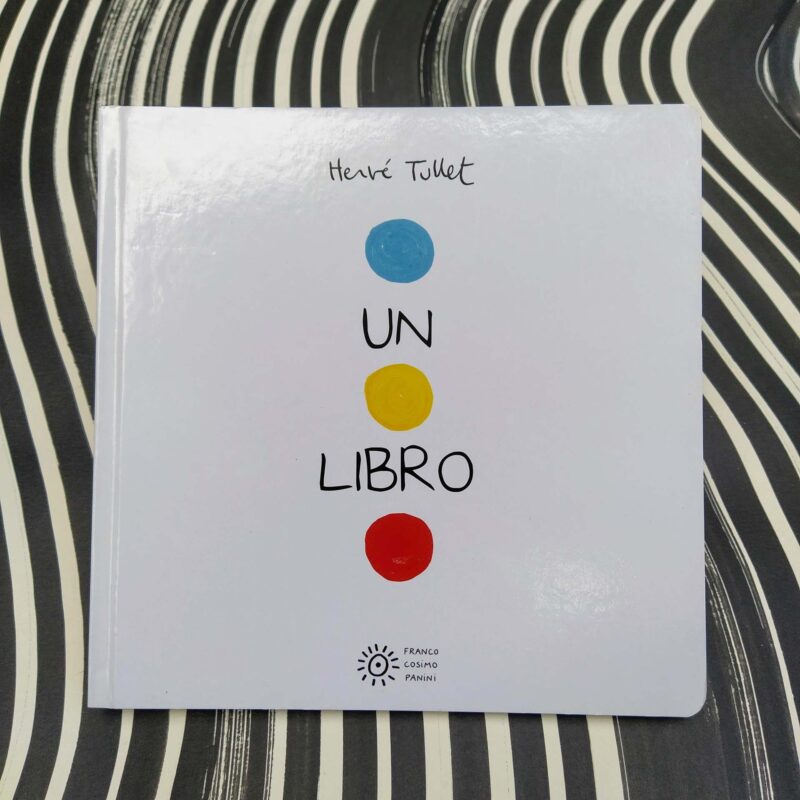 Hervé Tullet
UN
LIBRO
FRANCO
COSIMO
PANINI